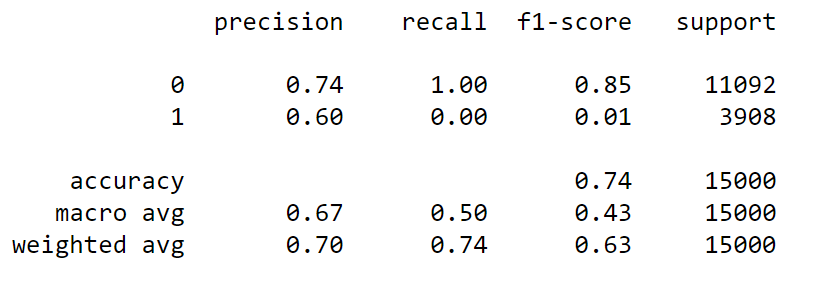 precision recall f1-score support
0 0.74 1.00 0.85 11092
1 0.60 0.00 0.01 3908
accuracy 0.74 15000
macro avg 0.67 0.50 0.43 15000
weighted avg 0.70 0.74 0.63 15000